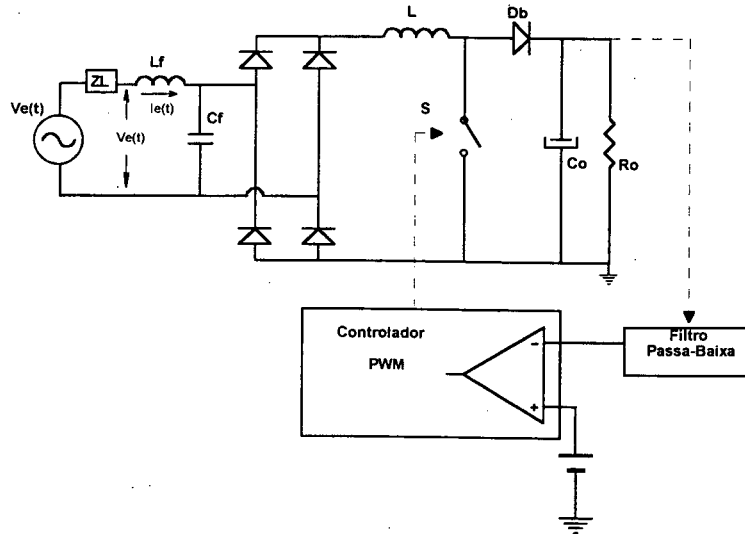 L
Db
Lf
ZL
Ve(t)
Ie(t)
Ve(t)
Cf
S
Co
Ro
Controlador
PWM
Filtro
Passa-Baixa